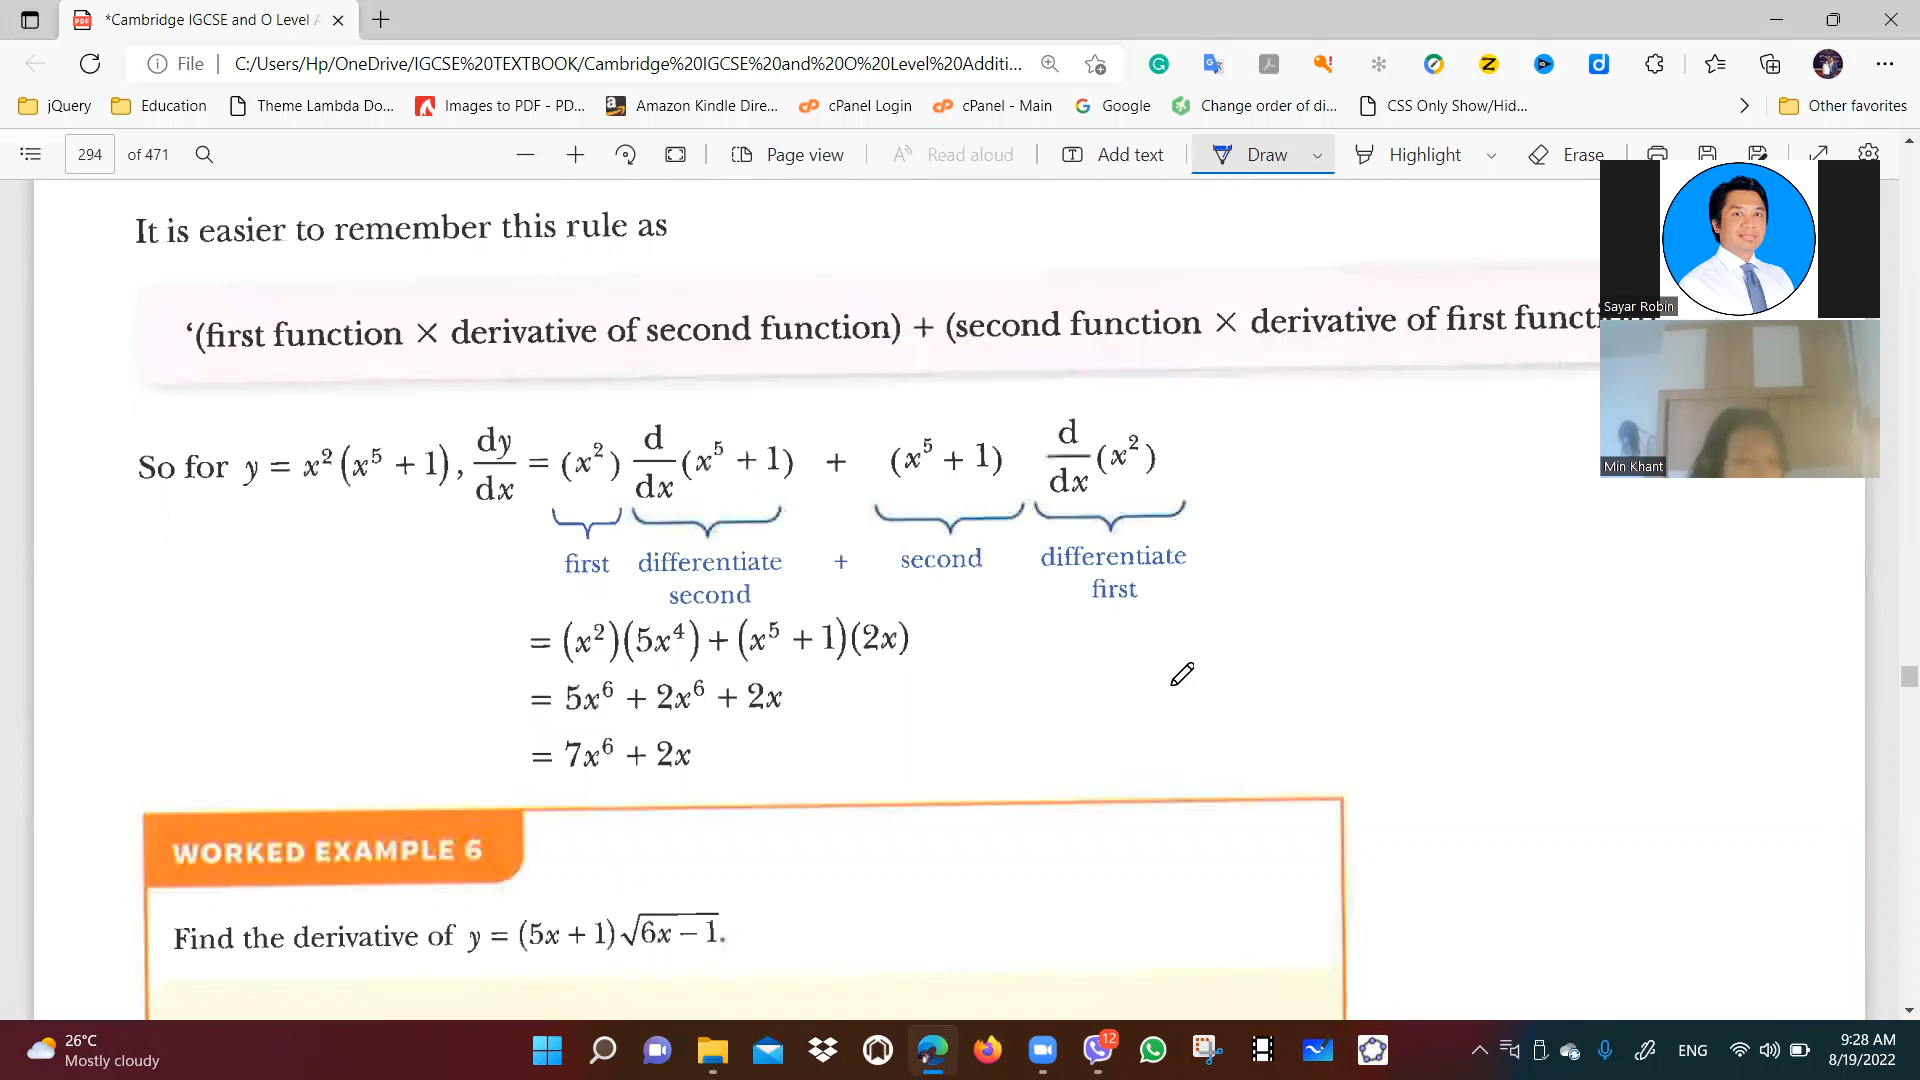 *Cambridge IGCSE and O Level A
File C:/Users/Hp/OneDrive/IGCSE%20TEXTBOOK/Cambridge%20IGCSE%20and%20O%20Level%20Additi...
jQuery Education Theme Lambda Do... Images to PDF - PD... Amazon Kindle Dire... cPanel Login cPanel - Main Google Change order of di... CSS Only Show/Hid... Other favorites
294 of 471 Page view Read aloud Add text Draw Highlight Erase
It is easier to remember this rule as
‘(first function × derivative of second function) + (second function × derivative of first funct
So for y = x²(x⁵ + 1), dy/dx = (x²) d/dx (x⁵ + 1) + (x⁵ + 1) d/dx (x²)
first differentiate second + second differentiate first
= (x²)(5x⁴) + (x⁵ + 1)(2x)
= 5x⁶ + 2x⁶ + 2x
= 7x⁶ + 2x
WORKED EXAMPLE 6
Find the derivative of y = (5x + 1)√(6x − 1).
Sayar Robin
Min Khant
26°C
Mostly cloudy
12
ENG
9:28 AM
8/19/2022